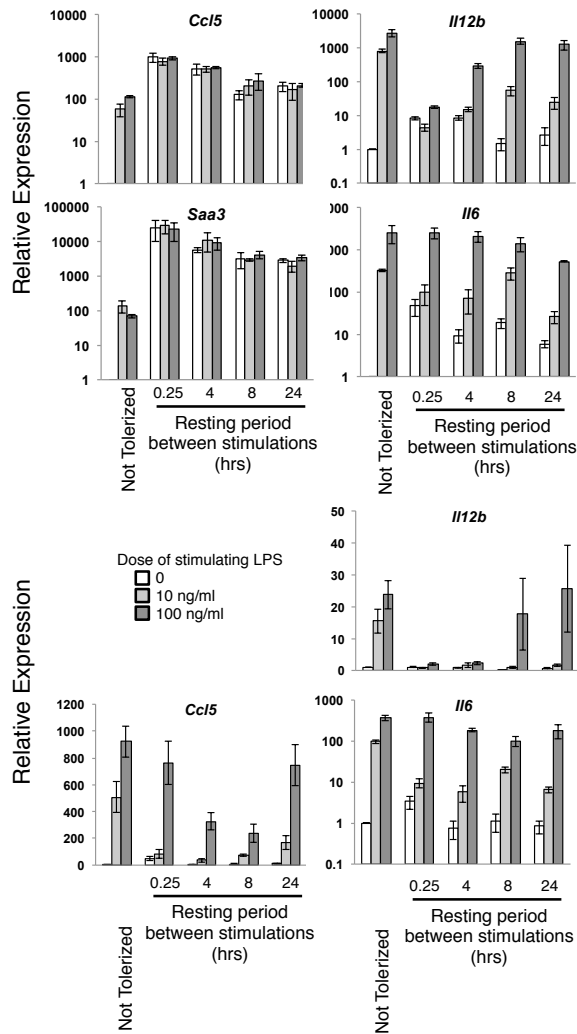 Ccl5
10000
1000
100
10
1
Il12b
10000
1000
100
10
1
0.1
Relative Expression
Saa3
100000
10000
1000
100
10
1
Il6
000
000
100
10
1
Not Tolerized
0.25 4 8 24
Resting period
between stimulations
(hrs)
Not Tolerized
0.25 4 8 24
Resting period
between stimulations
(hrs)
Dose of stimulating LPS
0
10 ng/ml
100 ng/ml
Il12b
60
50
40
30
20
10
0
Relative Expression
Ccl5
1200
1000
800
600
400
200
0
Il6
1000
100
10
1
0.1
Not Tolerized
0.25 4 8 24
Resting period
between stimulations
(hrs)
Not Tolerized
0.25 4 8 24
Resting period
between stimulations
(hrs)